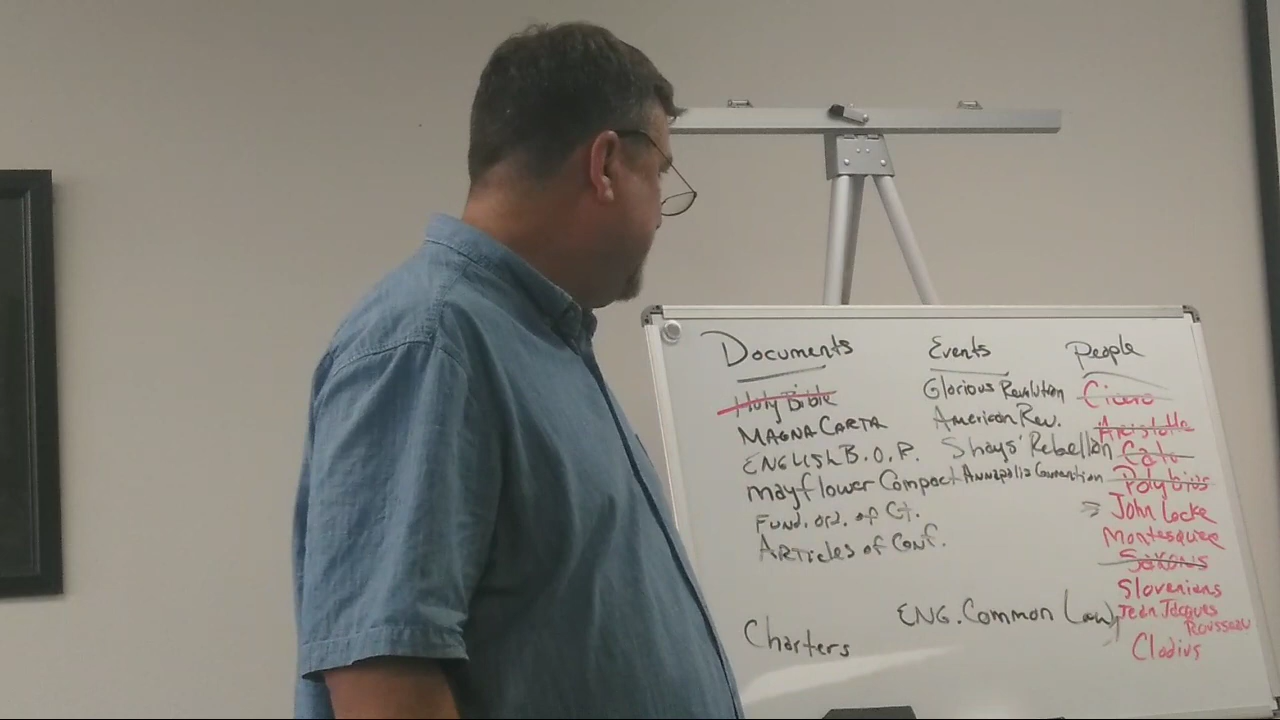 Documents
Holy Bible
MAGNA CARTA
ENGLISH B.O.R.
mayflower Compact
FUND. ORD. of Ct.
ARTICLES of Conf.
Charters
Events
Glorious Revolution
American Rev.
Shays' Rebellion
Annapolis Convention
ENG. Common Law
People
Cicero
Aristotle
Cato
Polybius
John Locke
Montesquee
Saxons
Slovenians
Jean Jacques
Rousseau
Clodius